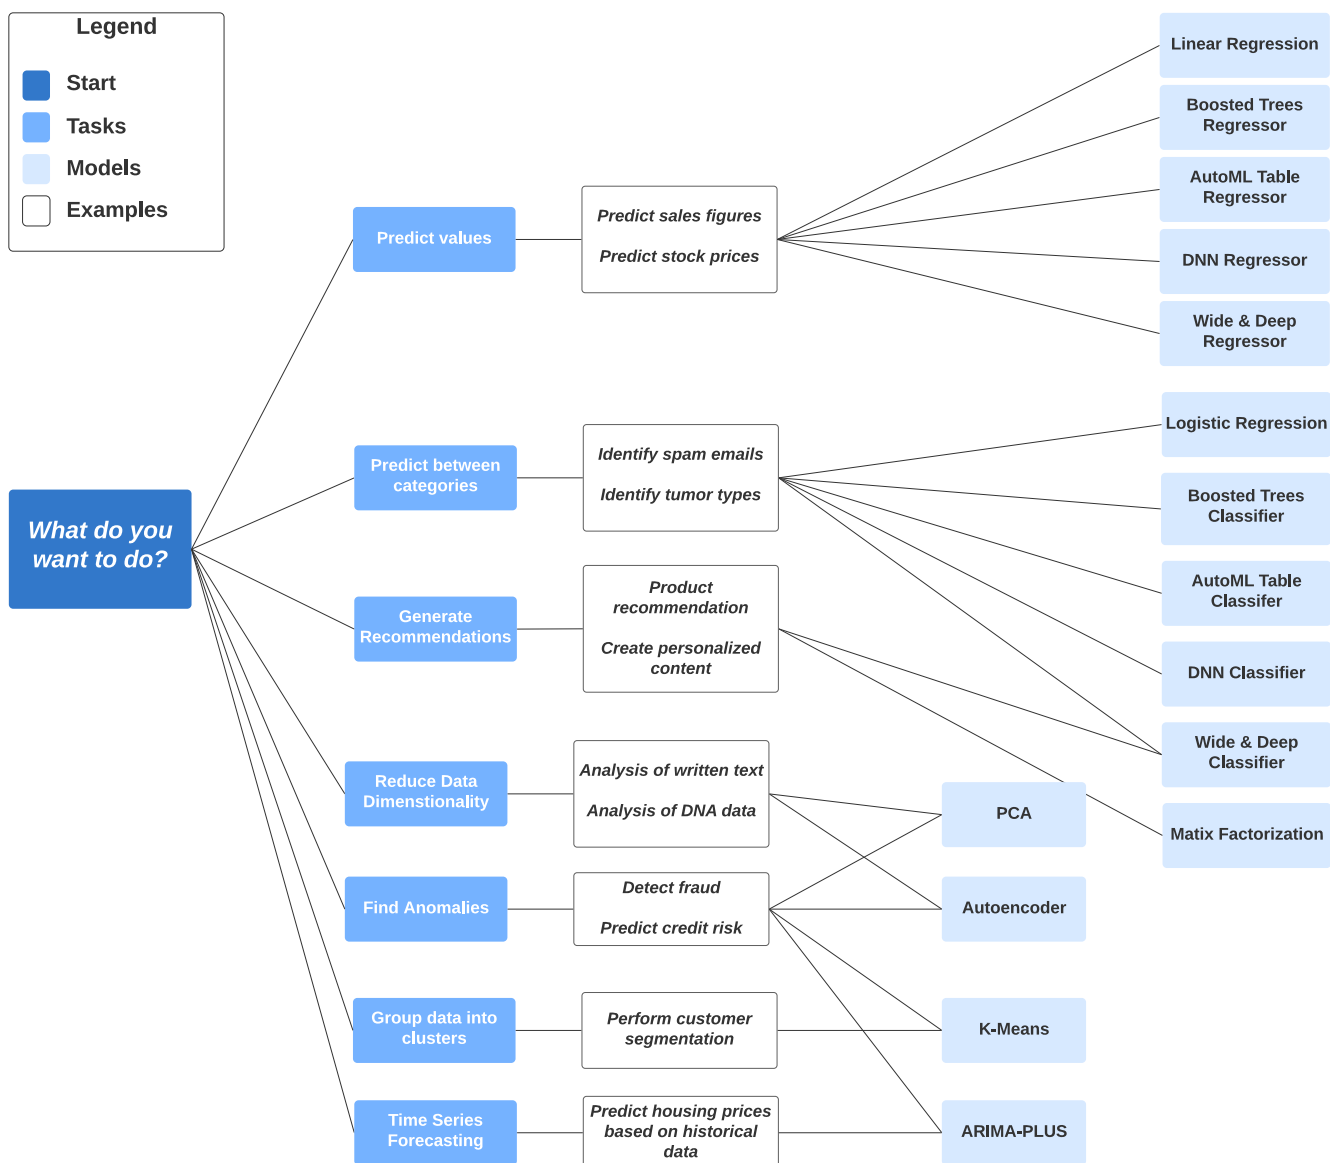 Legend
Start
Tasks
Models
Examples
What do you
want to do?
Predict values
Predict sales figures
Predict stock prices
Linear Regression
Boosted Trees
Regressor
AutoML Table
Regressor
DNN Regressor
Wide & Deep
Regressor
Predict between
categories
Identify spam emails
Identify tumor types
Logistic Regression
Boosted Trees
Classifier
AutoML Table
Classifer
DNN Classifier
Wide & Deep
Classifier
Generate
Recommendations
Product
recommendation
Create personalized
content
Matix Factorization
Reduce Data
Dimenstionality
Analysis of written text
Analysis of DNA data
PCA
Autoencoder
Find Anomalies
Detect fraud
Predict credit risk
Group data into
clusters
Perform customer
segmentation
K-Means
Time Series
Forecasting
Predict housing prices
based on historical
data
ARIMA-PLUS